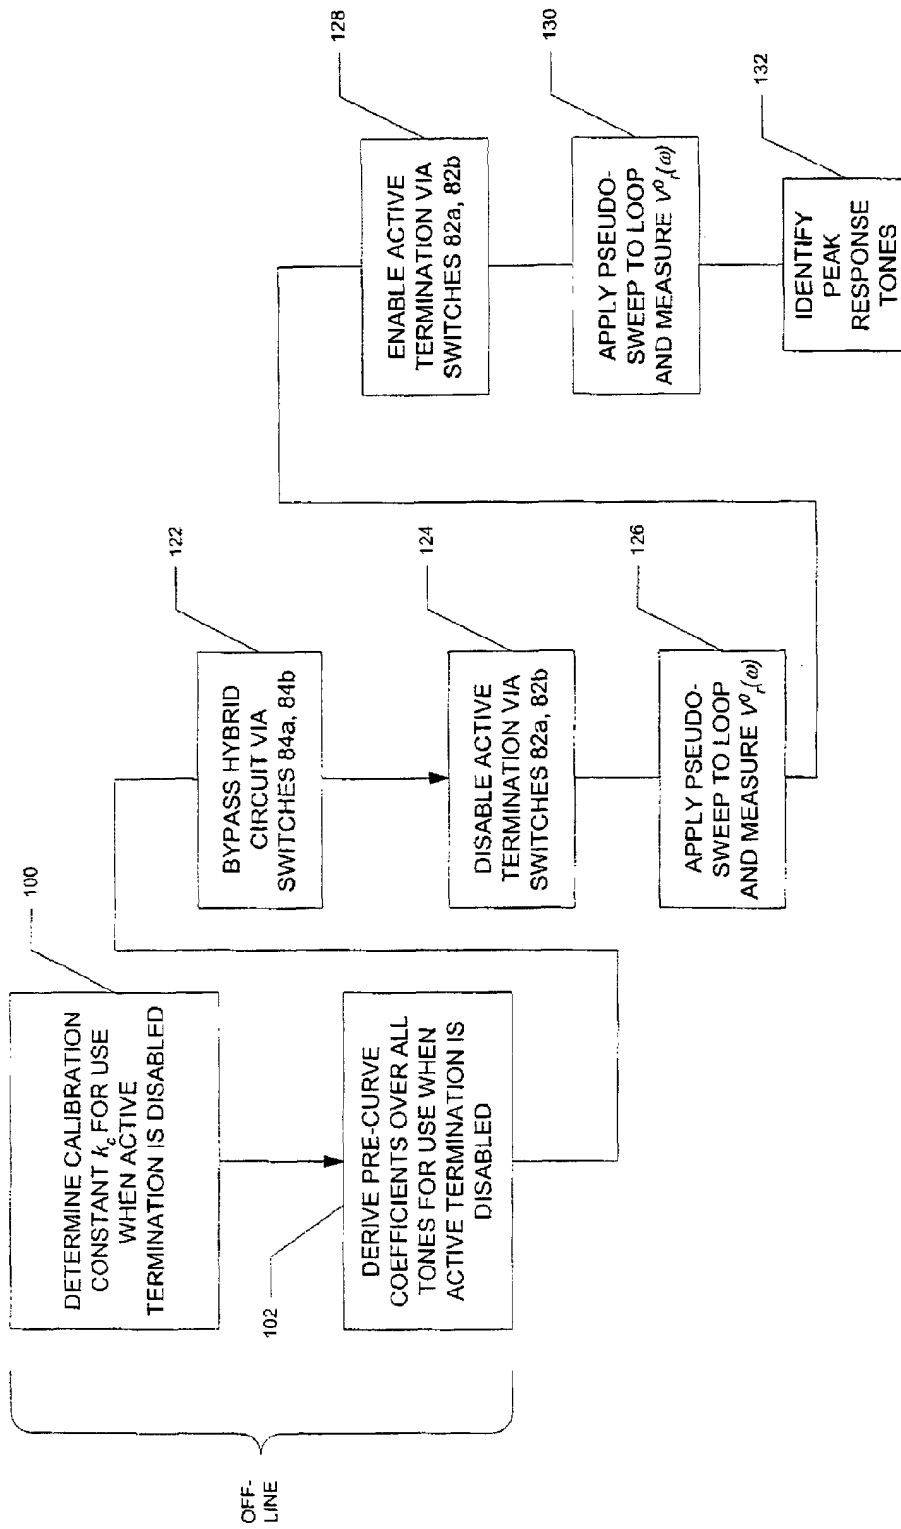 OFF-
LINE
100
DETERMINE CALIBRATION
CONSTANT k_c FOR USE
WHEN ACTIVE
TERMINATION IS DISABLED
102
DERIVE PRE-CURVE
COEFFICIENTS OVER ALL
TONES FOR USE WHEN
ACTIVE TERMINATION IS
DISABLED
122
BYPASS HYBRID
CIRCUIT VIA
SWITCHES 84a, 84b
124
DISABLE ACTIVE
TERMINATION VIA
SWITCHES 82a, 82b
126
APPLY PSEUDO-
SWEEP TO LOOP
AND MEASURE V⁰ᵣ(ω)
128
ENABLE ACTIVE
TERMINATION VIA
SWITCHES 82a, 82b
130
APPLY PSEUDO-
SWEEP TO LOOP
AND MEASURE V⁰ᵣ(ω)
132
IDENTIFY
PEAK
RESPONSE
TONES